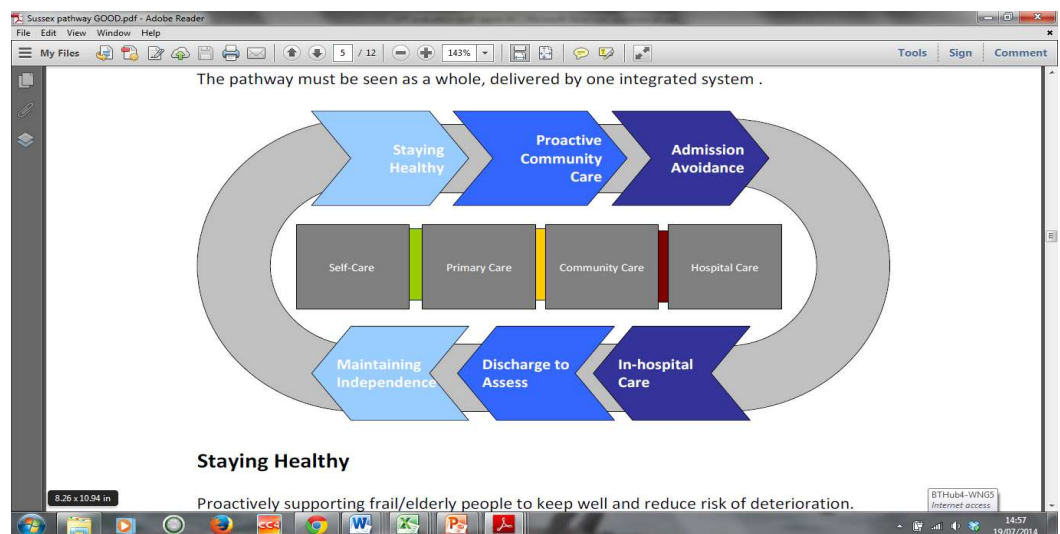 Sussex pathway GOOD.pdf - Adobe Reader
File Edit View Window Help
My Files 5 / 12 143% Tools Sign Comment
The pathway must be seen as a whole, delivered by one integrated system .
Staying
Healthy
Proactive
Community
Care
Admission
Avoidance
Self-Care
Primary Care
Community Care
Hospital Care
Maintaining
Independence
Discharge to
Assess
In-hospital
Care
Staying Healthy
Proactively supporting frail/elderly people to keep well and reduce risk of deterioration.
8.26 x 10.94 in
BTHub4-WNG5
Internet access
14:57
19/07/2014